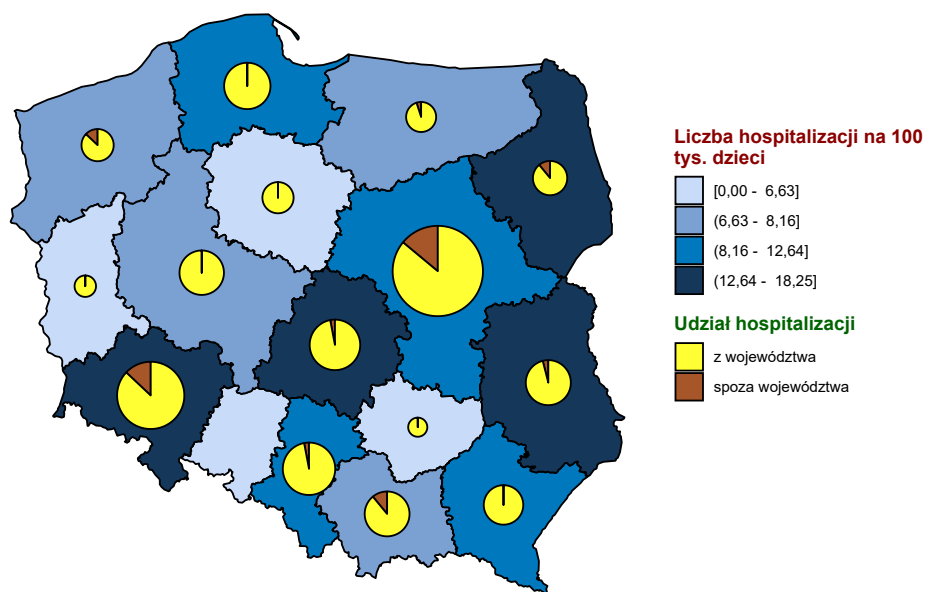 Liczba hospitalizacji na 100
tys. dzieci
[0,00 - 6,63]
(6,63 - 8,16]
(8,16 - 12,64]
(12,64 - 18,25]
Udział hospitalizacji
z województwa
spoza województwa